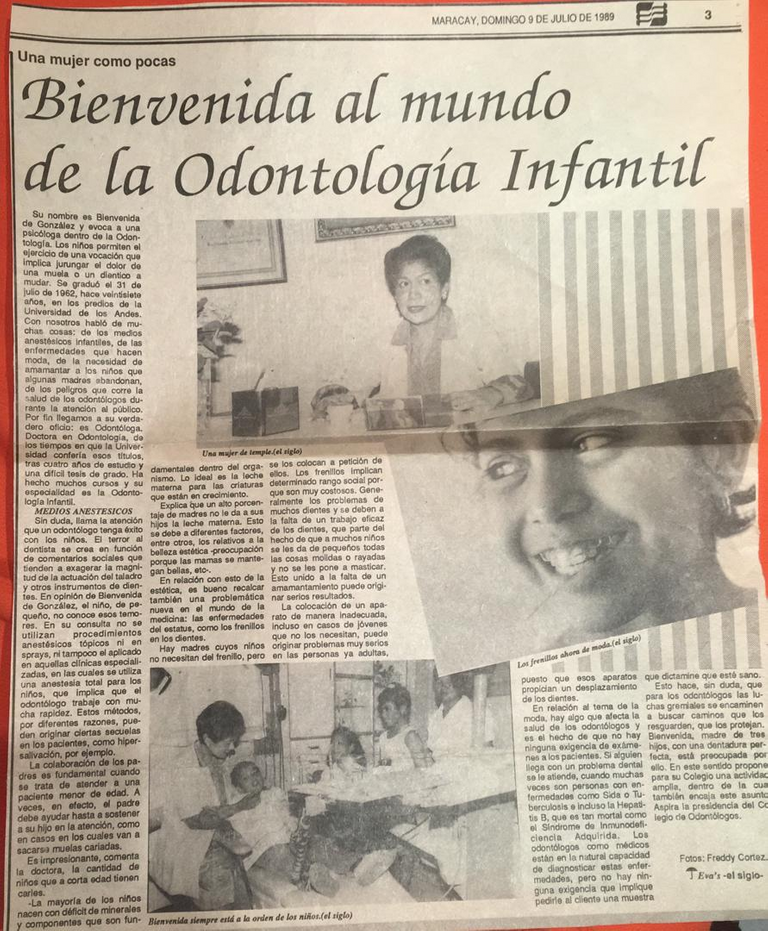 MARACAY, DOMINGO 9 DE JULIO DE 1989
3
Una mujer como pocas
Bienvenida al mundo
de la Odontología Infantil
Su nombre es Bienvenida
de González y evoca a una
psicóloga dentro de la Odon-
tología. Los niños permiten el
ejercicio de una vocación que
implica jurungar el dolor de
una muela o un dientico a
mudar. Se graduó el 31 de
julio de 1962, hace veintisiete
años, en los predios de la
Universidad de los Andes.
Con nosotros habló de mu-
chas cosas: de los medios
anestésicos infantiles, de las
enfermedades que hacen
moda, de la necesidad de
amamantar a los niños que
algunas madres abandonan,
de los peligros que corre la
salud de los odontólogos du-
rante la atención al público.
Por fin llegamos a su verda-
dero oficio: es Odontóloga.
Doctora en Odontología, de
los tiempos en que la Univer-
sidad confería esos títulos,
tras cuatro años de estudio y
una difícil tesis de grado. Ha
hecho muchos cursos y su
especialidad es la Odonto-
logía Infantil.
MEDIOS ANESTESICOS
Sin duda, llama la atención
que un odontólogo tenga éxito
con los niños. El terror al
dentista se crea en función
de comentarios sociales que
tienden a exagerar la magni-
tud de la actuación del taladro
y otros instrumentos de dien-
tes. En opinión de Bienvenida
de González, el niño, de pe-
queño, no conoce esos temo-
res. En su consulta no se
utilizan procedimientos
anestésicos tópicos ni en
sprays, ni tampoco el aplicado
en aquellas clínicas especiali-
zadas, en las cuales se utiliza
una anestesia total para los
niños, que implica que el
odontólogo trabaje con mu-
cha rapidez. Estos métodos,
por diferentes razones, pue-
den originar ciertas secuelas
en los pacientes, como hiper-
salivación, por ejemplo.
La colaboración de los pa-
dres es fundamental cuando
se trata de atender a una
paciente menor de edad. A
veces, en efecto, el padre
debe ayudar hasta a sostener
a su hijo en la atención, como
en casos en los cuales van a
sacarse muelas cariadas.
Es impresionante, comenta
la doctora, la cantidad de
niños que a corta edad tienen
caries.
-La mayoría de los niños
nacen con déficit de minerales
y componentes que son fun-
Una mujer de temple.(el siglo)
damentales dentro del orga-
nismo. Lo ideal es la leche
materna para las criaturas
que están en crecimiento.
Explica que un alto porcen-
taje de madres no le da a sus
hijos la leche materna. Esto
se debe a diferentes factores,
entre otros, los relativos a la
belleza estética -preocupación
porque las mamas se mante-
gan bellas, etc-.
En relación con esto de la
estética, es bueno recalcar
también una problemática
nueva en el mundo de la
medicina: las enfermedades
del estatus, como los frenillos
en los dientes.
Hay madres cuyos niños
no necesitan del frenillo, pero
se los colocan a petición de
ellos. Los frenillos implican
determinado rango social por-
que son muy costosos. Gene-
ralmente los problemas de
muchos dientes y se deben a
la falta de un trabajo eficaz
de los dientes, que parte del
hecho de que a muchos niños
se les da de pequeños todas
las cosas molidas o rayadas
y no se les pone a masticar.
Esto unido a la falta de un
amamantamiento puede origi-
nar serios resultados.
La colocación de un apa-
rato de manera inadecuada,
incluso en casos de jóvenes
que no los necesitan, puede
originar problemas muy serios
en las personas ya adultas,
Los frenillos ahora de moda.(el siglo)
Bienvenida siempre está a la orden de los niños.(el siglo)
puesto que esos aparatos
propician un desplazamiento
de los dientes.
En relación al tema de la
moda, hay algo que afecta la
salud de los odontólogos y
es el hecho de que no hay
ninguna exigencia de exáme-
nes a los pacientes. Si alguien
llega con un problema dental
se le atiende, cuando muchas
veces son personas con en-
fermedades como Sida o Tu-
berculosis e incluso la Hepati-
tis B, que es tan mortal como
el Síndrome de Inmunodefi-
ciencia Adquirida. Los
odontólogos como médicos
están en la natural capacidad
de diagnosticar estas enfer-
medades, pero no hay nin-
guna exigencia que implique
pedirle al cliente una muestra
que dictamine que esté sano.
Esto hace, sin duda, que
para los odontólogos las lu-
chas gremiales se encaminen
a buscar caminos que los
resguarden, que los protejan.
Bienvenida, madre de tres
hijos, con una dentadura per-
fecta, está preocupada por
ello. En este sentido propone
para su Colegio una actividad
amplia, dentro de la cua
también encaja este asunto
Aspira la presidencia del Co
legio de Odontólogos.
Fotos: Freddy Cortez.
Eva's -el siglo-